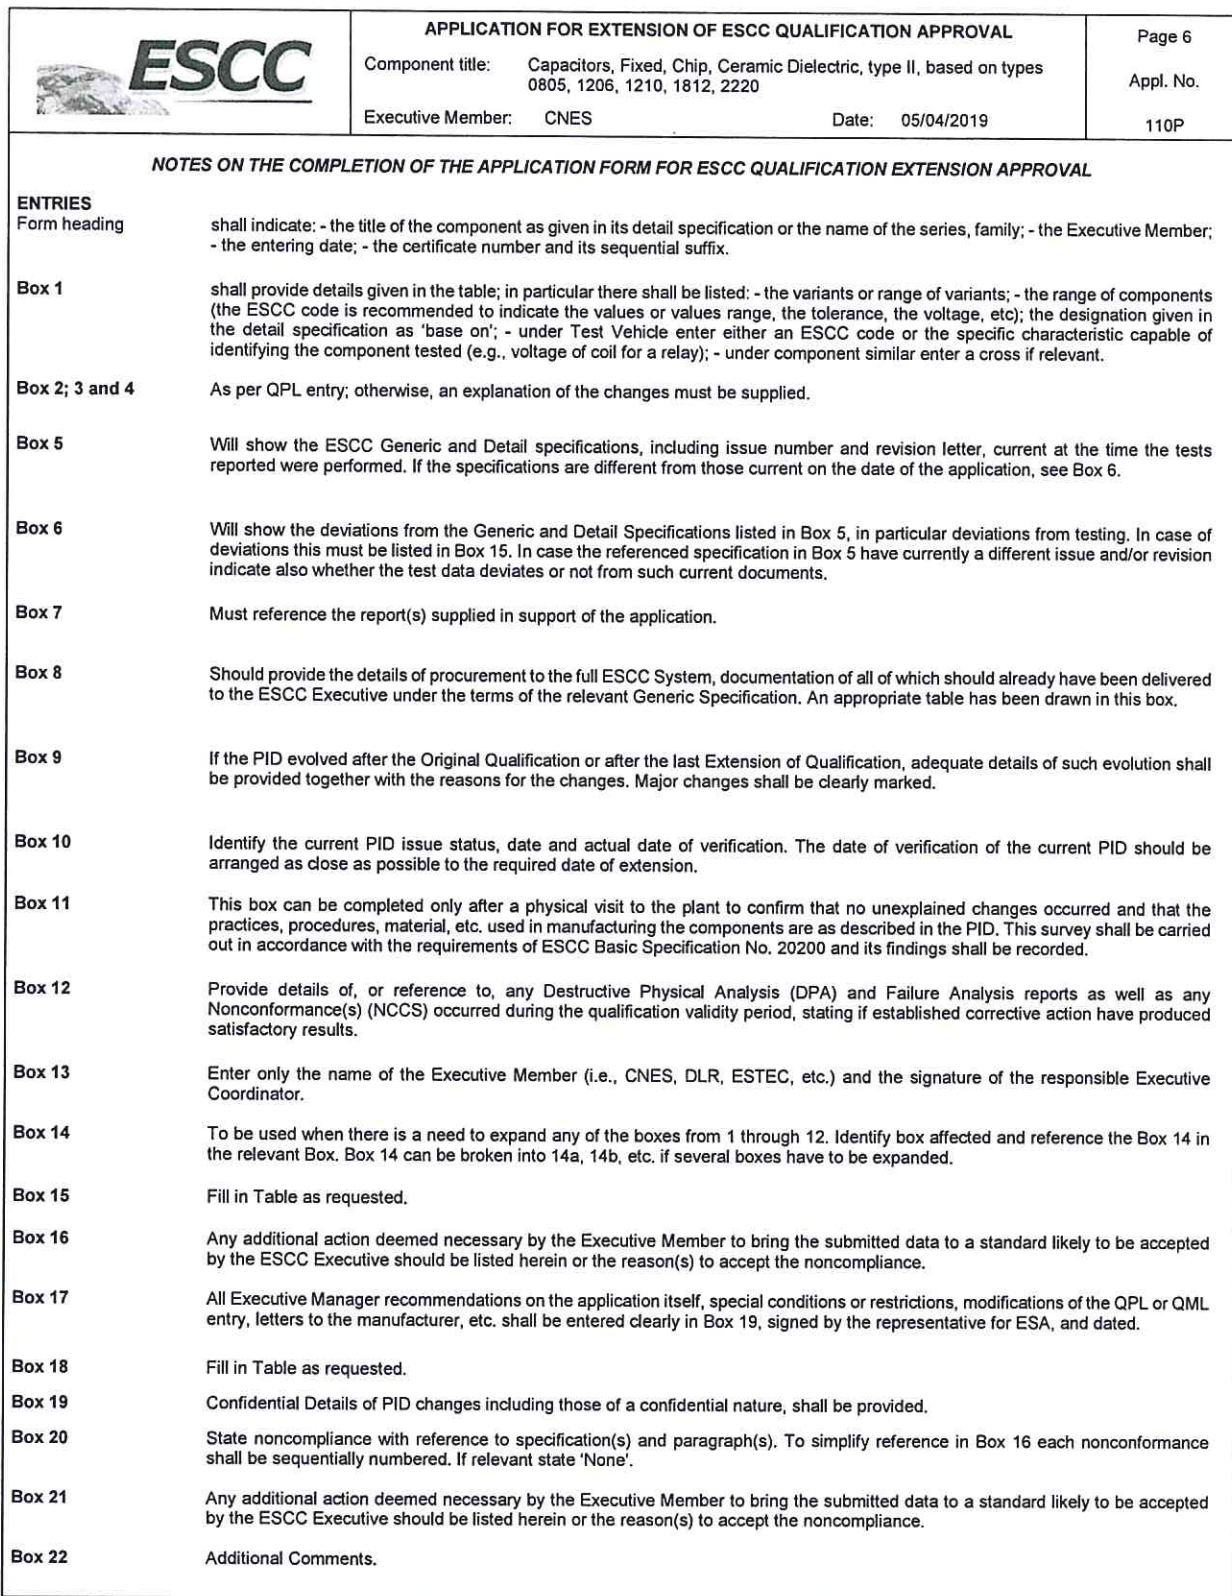 ESCC
APPLICATION FOR EXTENSION OF ESCC QUALIFICATION APPROVAL
Component title: Capacitors, Fixed, Chip, Ceramic Dielectric, type II, based on types
0805, 1206, 1210, 1812, 2220
Executive Member: CNES Date: 05/04/2019
Page 6
Appl. No.
110P
NOTES ON THE COMPLETION OF THE APPLICATION FORM FOR ESCC QUALIFICATION EXTENSION APPROVAL
ENTRIES
Form heading shall indicate: - the title of the component as given in its detail specification or the name of the series, family; - the Executive Member;
- the entering date; - the certificate number and its sequential suffix.
Box 1 shall provide details given in the table; in particular there shall be listed: - the variants or range of variants; - the range of components
(the ESCC code is recommended to indicate the values or values range, the tolerance, the voltage, etc); the designation given in
the detail specification as 'base on'; - under Test Vehicle enter either an ESCC code or the specific characteristic capable of
identifying the component tested (e.g., voltage of coil for a relay); - under component similar enter a cross if relevant.
Box 2; 3 and 4 As per QPL entry; otherwise, an explanation of the changes must be supplied.
Box 5 Will show the ESCC Generic and Detail specifications, including issue number and revision letter, current at the time the tests
reported were performed. If the specifications are different from those current on the date of the application, see Box 6.
Box 6 Will show the deviations from the Generic and Detail Specifications listed in Box 5, in particular deviations from testing. In case of
deviations this must be listed in Box 15. In case the referenced specification in Box 5 have currently a different issue and/or revision
indicate also whether the test data deviates or not from such current documents.
Box 7 Must reference the report(s) supplied in support of the application.
Box 8 Should provide the details of procurement to the full ESCC System, documentation of all of which should already have been delivered
to the ESCC Executive under the terms of the relevant Generic Specification. An appropriate table has been drawn in this box.
Box 9 If the PID evolved after the Original Qualification or after the last Extension of Qualification, adequate details of such evolution shall
be provided together with the reasons for the changes. Major changes shall be clearly marked.
Box 10 Identify the current PID issue status, date and actual date of verification. The date of verification of the current PID should be
arranged as close as possible to the required date of extension.
Box 11 This box can be completed only after a physical visit to the plant to confirm that no unexplained changes occurred and that the
practices, procedures, material, etc. used in manufacturing the components are as described in the PID. This survey shall be carried
out in accordance with the requirements of ESCC Basic Specification No. 20200 and its findings shall be recorded.
Box 12 Provide details of, or reference to, any Destructive Physical Analysis (DPA) and Failure Analysis reports as well as any
Nonconformance(s) (NCCS) occurred during the qualification validity period, stating if established corrective action have produced
satisfactory results.
Box 13 Enter only the name of the Executive Member (i.e., CNES, DLR, ESTEC, etc.) and the signature of the responsible Executive
Coordinator.
Box 14 To be used when there is a need to expand any of the boxes from 1 through 12. Identify box affected and reference the Box 14 in
the relevant Box. Box 14 can be broken into 14a, 14b, etc. if several boxes have to be expanded.
Box 15 Fill in Table as requested.
Box 16 Any additional action deemed necessary by the Executive Member to bring the submitted data to a standard likely to be accepted
by the ESCC Executive should be listed herein or the reason(s) to accept the noncompliance.
Box 17 All Executive Manager recommendations on the application itself, special conditions or restrictions, modifications of the QPL or QML
entry, letters to the manufacturer, etc. shall be entered clearly in Box 19, signed by the representative for ESA, and dated.
Box 18 Fill in Table as requested.
Box 19 Confidential Details of PID changes including those of a confidential nature, shall be provided.
Box 20 State noncompliance with reference to specification(s) and paragraph(s). To simplify reference in Box 16 each nonconformance
shall be sequentially numbered. If relevant state 'None'.
Box 21 Any additional action deemed necessary by the Executive Member to bring the submitted data to a standard likely to be accepted
by the ESCC Executive should be listed herein or the reason(s) to accept the noncompliance.
Box 22 Additional Comments.